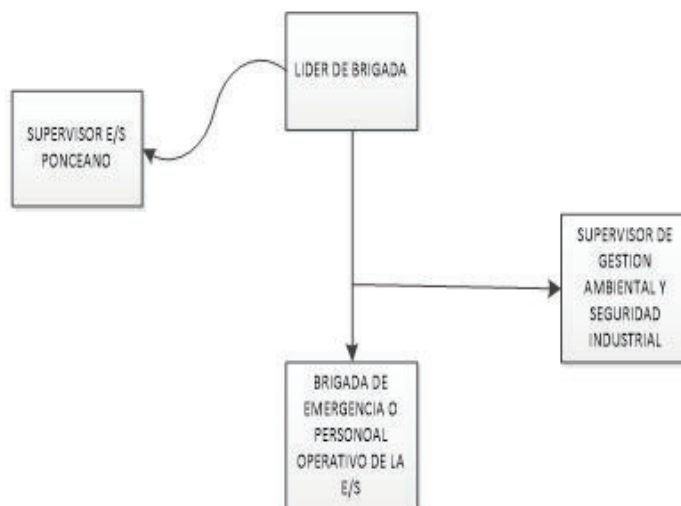 LIDER DE BRIGADA
SUPERVISOR E/S
PONCEANO
SUPERVISOR DE
GESTION
AMBIENTAL Y
SEGURIDAD
INDUSTRIAL
BRIGADA DE
EMERGENCIA O
PERSONOAL
OPERATIVO DE LA
E/S